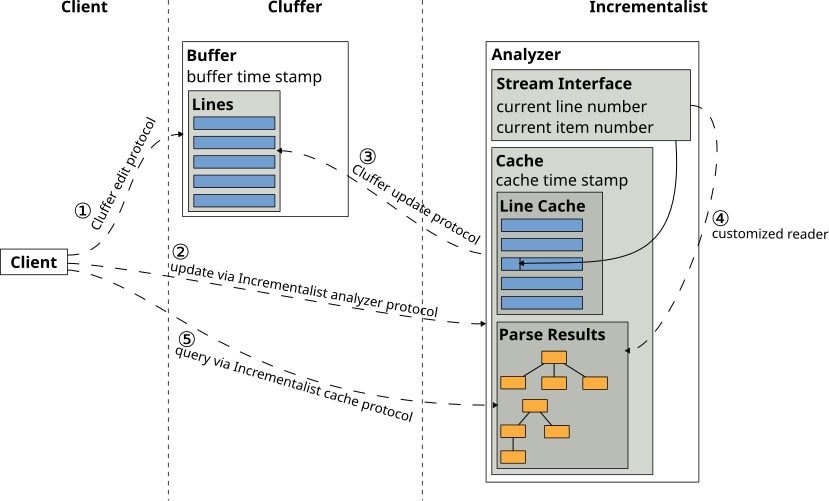 Client
Cluffer
Incrementalist
Buffer
buffer time stamp
Lines
Analyzer
Stream Interface
current line number
current item number
Cache
cache time stamp
Line Cache
Parse Results
Client
①
Cluffer edit protocol
②
update via Incrementalist analyzer protocol
③
Cluffer update protocol
④
customized reader
⑤
query via Incrementalist cache protocol